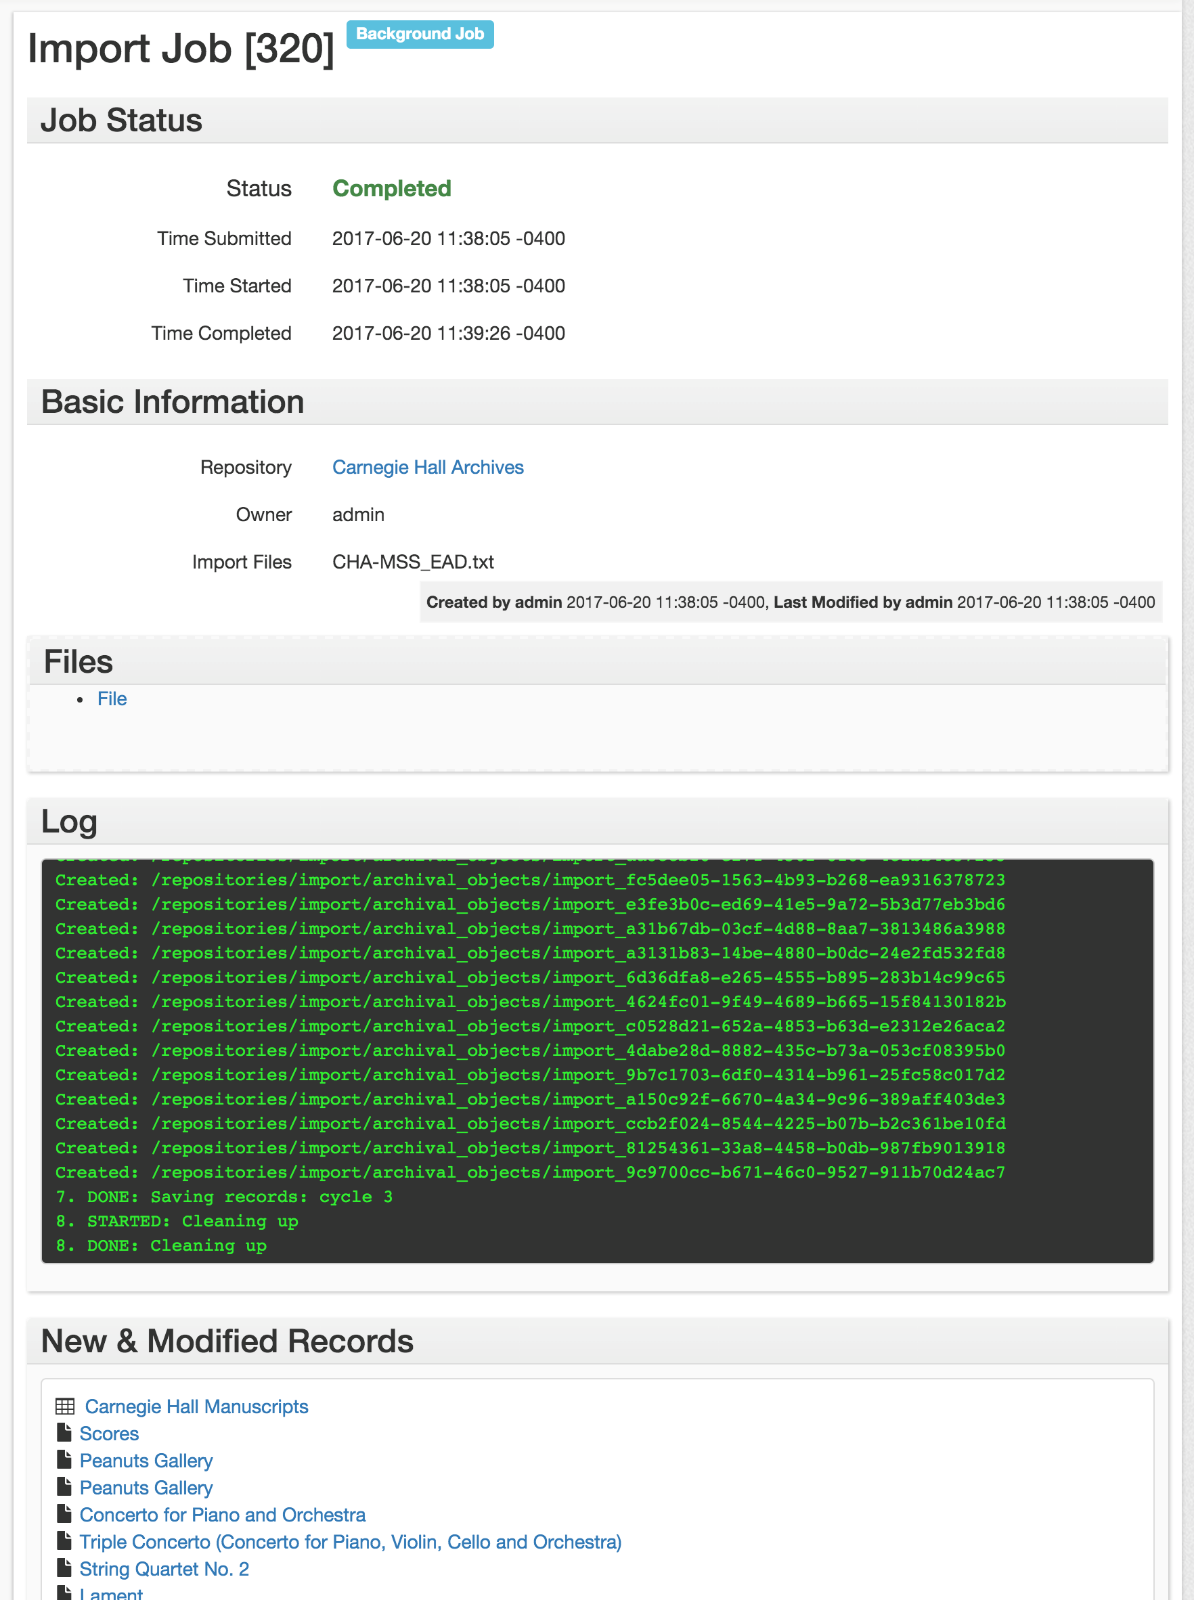 Import Job [320] Background Job
Job Status
Status Completed
Time Submitted 2017-06-20 11:38:05 -0400
Time Started 2017-06-20 11:38:05 -0400
Time Completed 2017-06-20 11:39:26 -0400
Basic Information
Repository Carnegie Hall Archives
Owner admin
Import Files CHA-MSS_EAD.txt
Created by admin 2017-06-20 11:38:05 -0400, Last Modified by admin 2017-06-20 11:38:05 -0400
Files
• File
Log
Created: /repositories/import/archival_objects/import_fc5dee05-1563-4b93-b268-ea9316378723
Created: /repositories/import/archival_objects/import_e3fe3b0c-ed69-41e5-9a72-5b3d77eb3bd6
Created: /repositories/import/archival_objects/import_a31b67db-03cf-4d88-8aa7-3813486a3988
Created: /repositories/import/archival_objects/import_a3131b83-14be-4880-b0dc-24e2fd532fd8
Created: /repositories/import/archival_objects/import_6d36dfa8-e265-4555-b895-283b14c99c65
Created: /repositories/import/archival_objects/import_4624fc01-9f49-4689-b665-15f84130182b
Created: /repositories/import/archival_objects/import_c0528d21-652a-4853-b63d-e2312e26aca2
Created: /repositories/import/archival_objects/import_4dabe28d-8882-435c-b73a-053cf08395b0
Created: /repositories/import/archival_objects/import_9b7c1703-6df0-4314-b961-25fc58c017d2
Created: /repositories/import/archival_objects/import_a150c92f-6670-4a34-9c96-389aff403de3
Created: /repositories/import/archival_objects/import_ccb2f024-8544-4225-b07b-b2c361be10fd
Created: /repositories/import/archival_objects/import_81254361-33a8-4458-b0db-987fb9013918
Created: /repositories/import/archival_objects/import_9c9700cc-b671-46c0-9527-911b70d24ac7
7. DONE: Saving records: cycle 3
8. STARTED: Cleaning up
8. DONE: Cleaning up
New & Modified Records
Carnegie Hall Manuscripts
Scores
Peanuts Gallery
Peanuts Gallery
Concerto for Piano and Orchestra
Triple Concerto (Concerto for Piano, Violin, Cello and Orchestra)
String Quartet No. 2
Lament